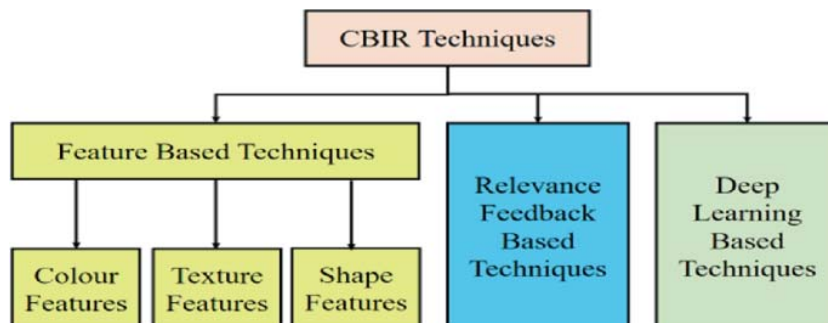 CBIR Techniques
Feature Based Techniques
Colour
Features
Texture
Features
Shape
Features
Relevance
Feedback
Based
Techniques
Deep
Learning
Based
Techniques